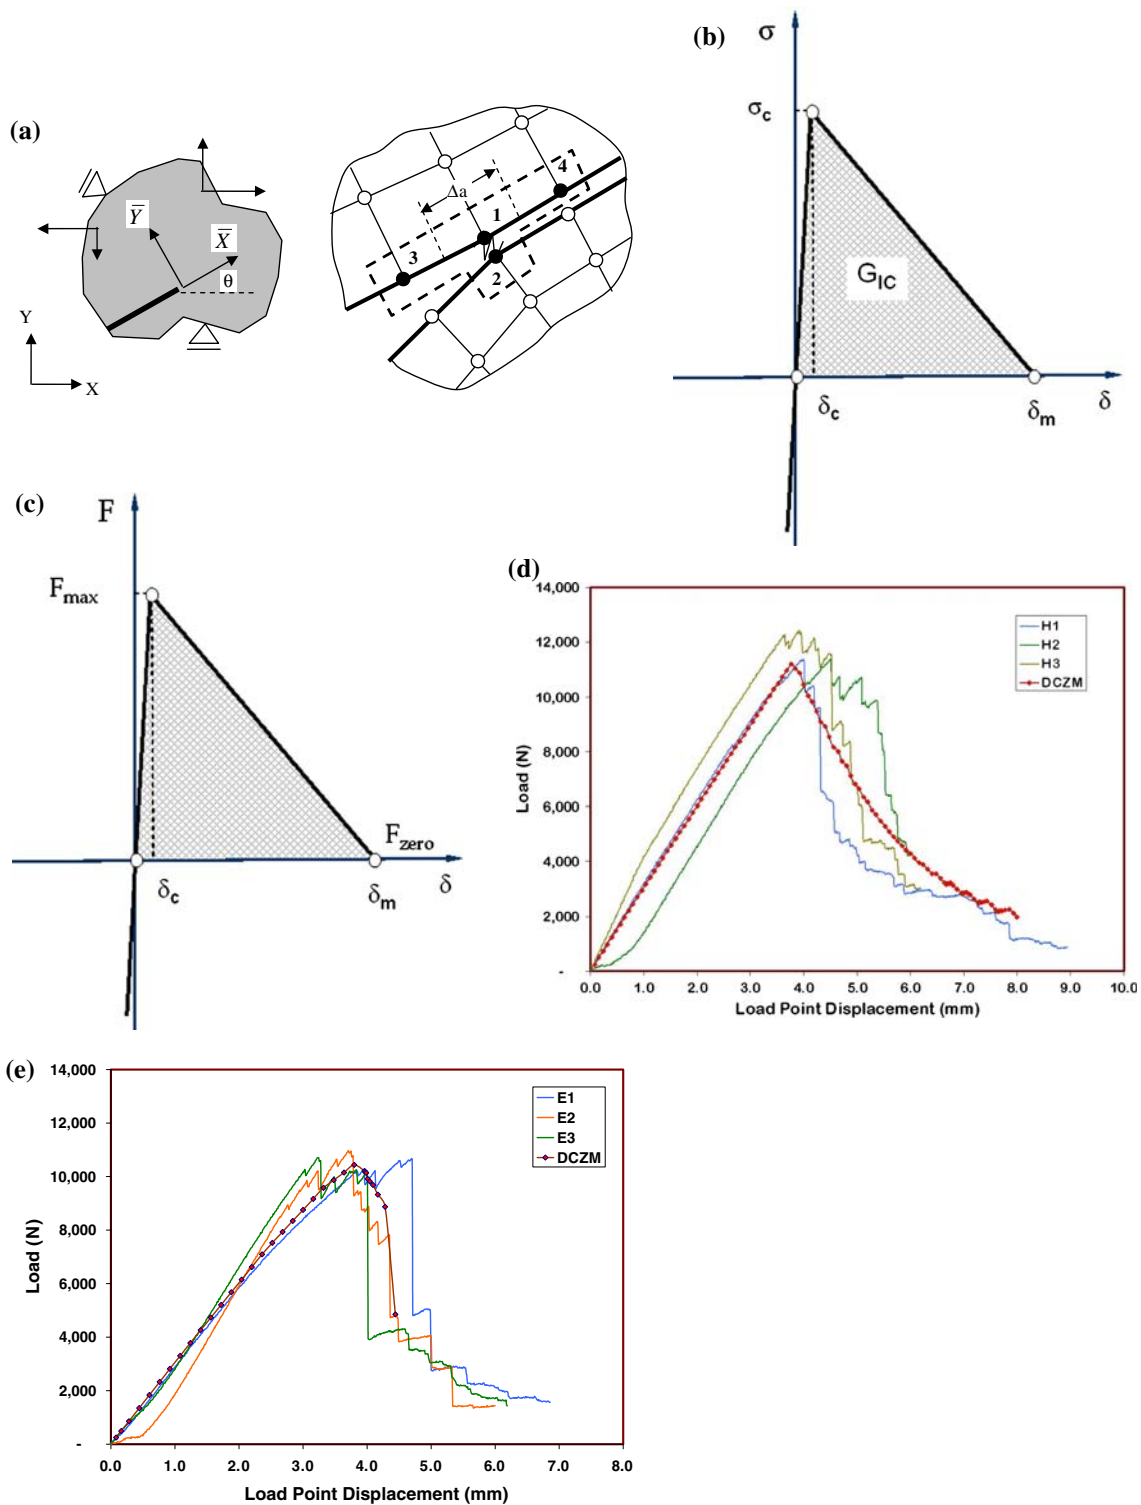 (a)
Y
X
Y
X
θ
Δa
1
2
3
4
(b)
σ
σc
GIC
δc
δm
δ
(c)
F
Fmax
Fzero
δc
δm
δ
(d)
14,000
12,000
10,000
8,000
6,000
4,000
2,000
-
Load (N)
H1
H2
H3
DCZM
0.0 1.0 2.0 3.0 4.0 5.0 6.0 7.0 8.0 9.0 10.0
Load Point Displacement (mm)
(e)
14,000
12,000
10,000
8,000
6,000
4,000
2,000
-
Load (N)
E1
E2
E3
DCZM
0.0 1.0 2.0 3.0 4.0 5.0 6.0 7.0 8.0
Load Point Displacement (mm)